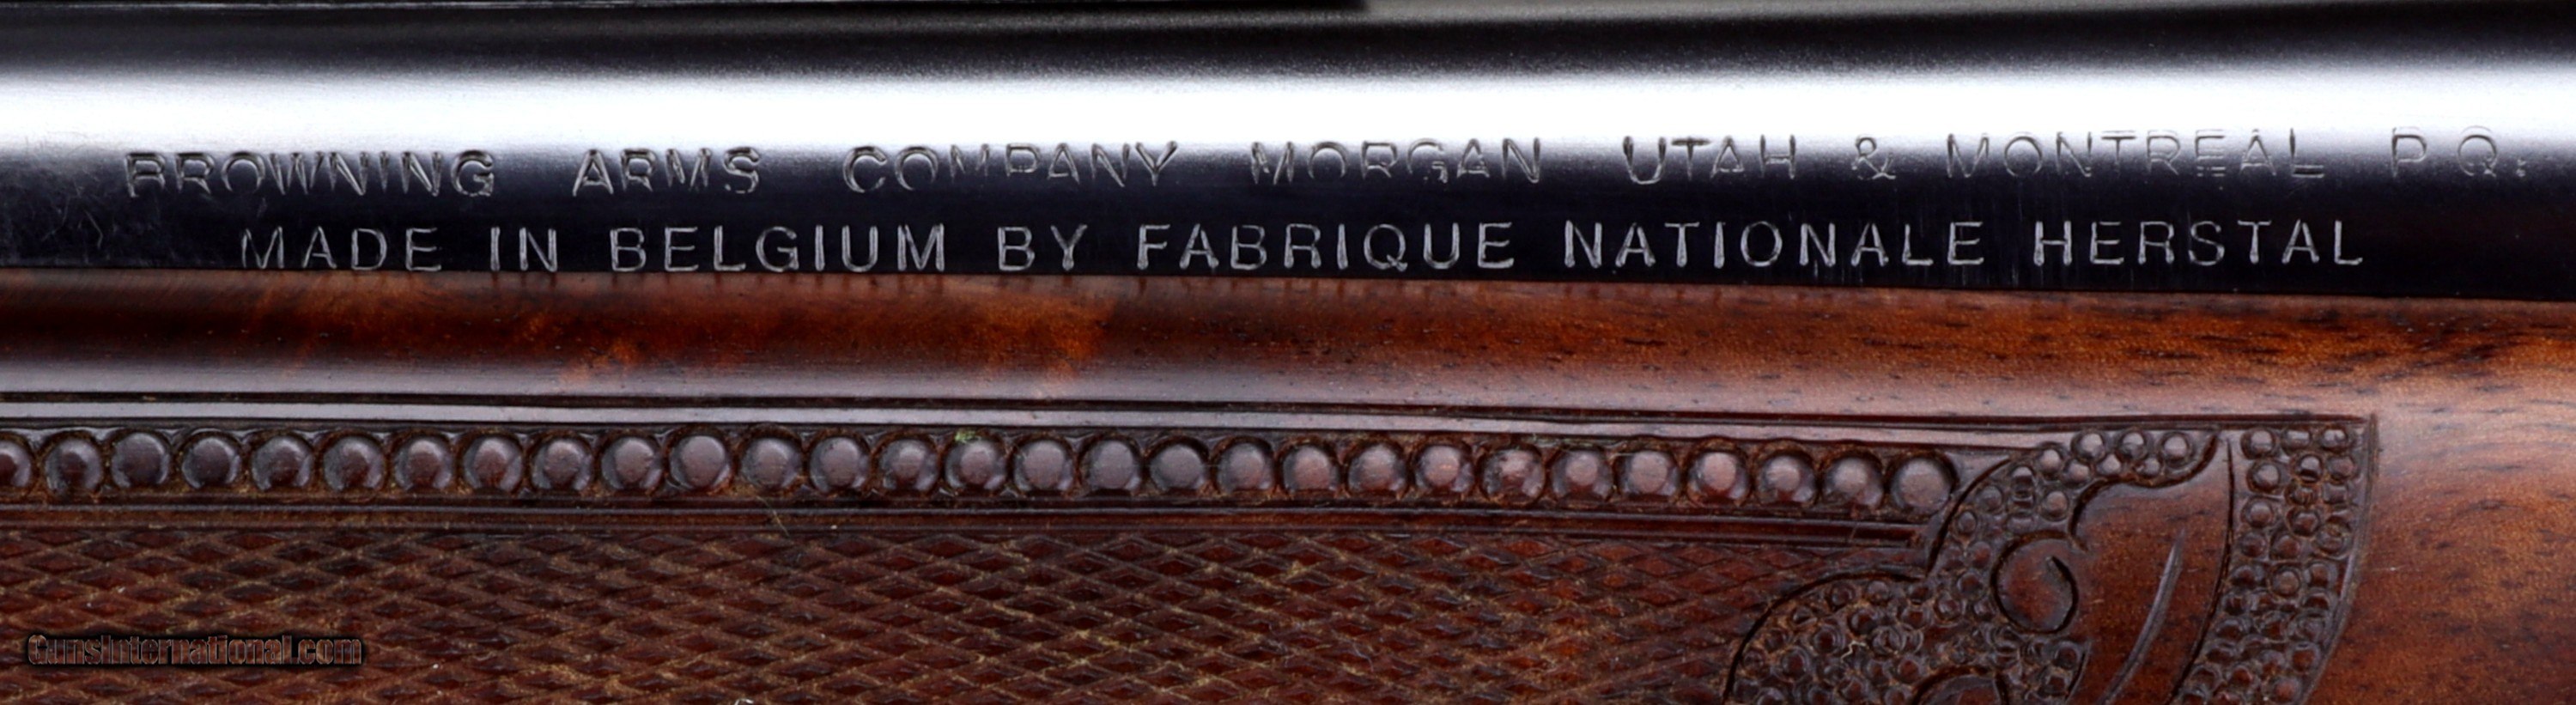 BROWNING ARMS COMPANY MORGAN UTAH & MONTREAL P.Q.
MADE IN BELGIUM BY FABRIQUE NATIONALE HERSTAL
GunsInternational.com